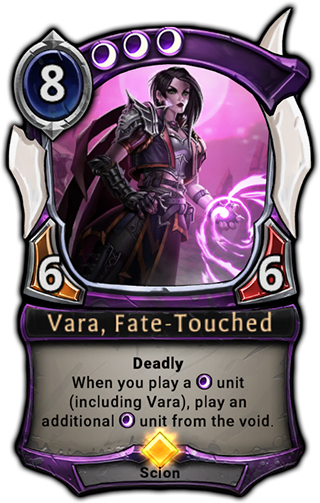 8
6
6
Vara, Fate-Touched
Deadly
When you play a unit
(including Vara), play an
additional unit from the void.
Scion